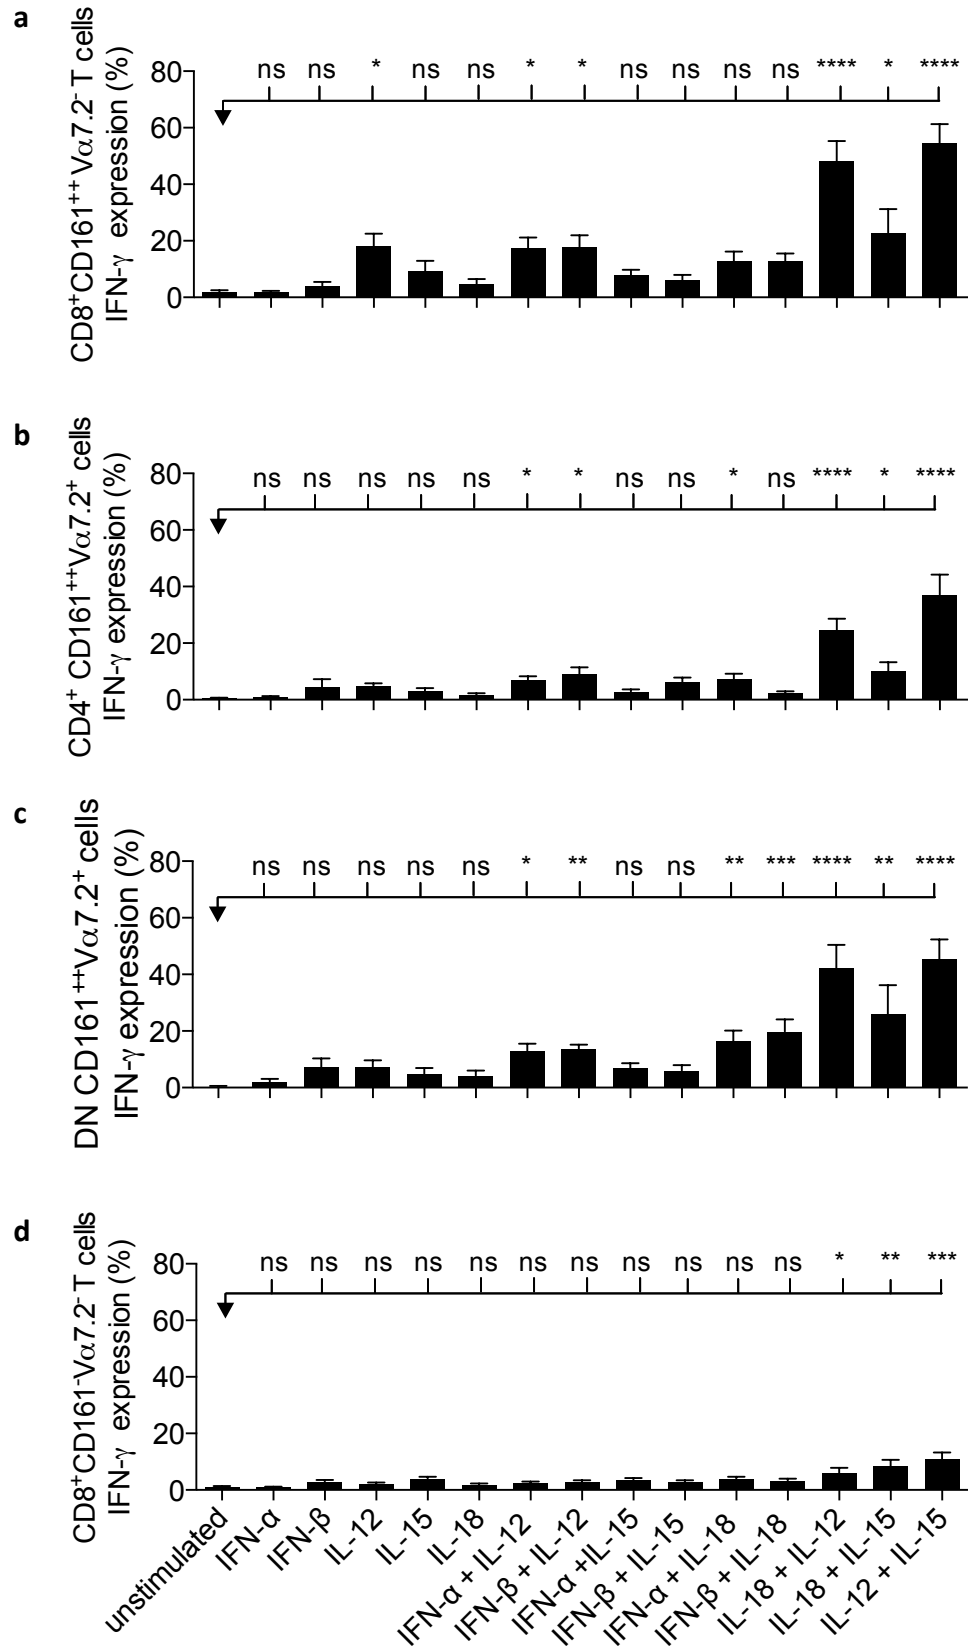 a
CD8⁺CD161⁺⁺ Vα7.2⁻ T cells
IFN-γ expression (%)
80
60
40
20
0
ns ns * ns ns * * ns ns ns ns **** * ****
b
CD4⁺ CD161⁺⁺Vα7.2⁺ cells
IFN-γ expression (%)
80
60
40
20
0
ns ns ns ns ns * * ns ns * ns **** * ****
c
DN CD161⁺⁺Vα7.2⁺ cells
IFN-γ expression (%)
80
60
40
20
0
ns ns ns ns ns * ** ns ns ** *** **** ** ****
d
CD8⁺CD161⁻Vα7.2⁻ T cells
IFN-γ expression (%)
80
60
40
20
0
ns ns ns ns ns ns ns ns ns ns ns * ** ***
unstimulated
IFN-α
IFN-β
IL-12
IL-15
IL-18
IFN-α + IL-12
IFN-β + IL-12
IFN-α +IL-15
IFN-β + IL-15
IFN-α + IL-18
IFN-β + IL-18
IL-18 + IL-12
IL-18 + IL-15
IL-12 + IL-15